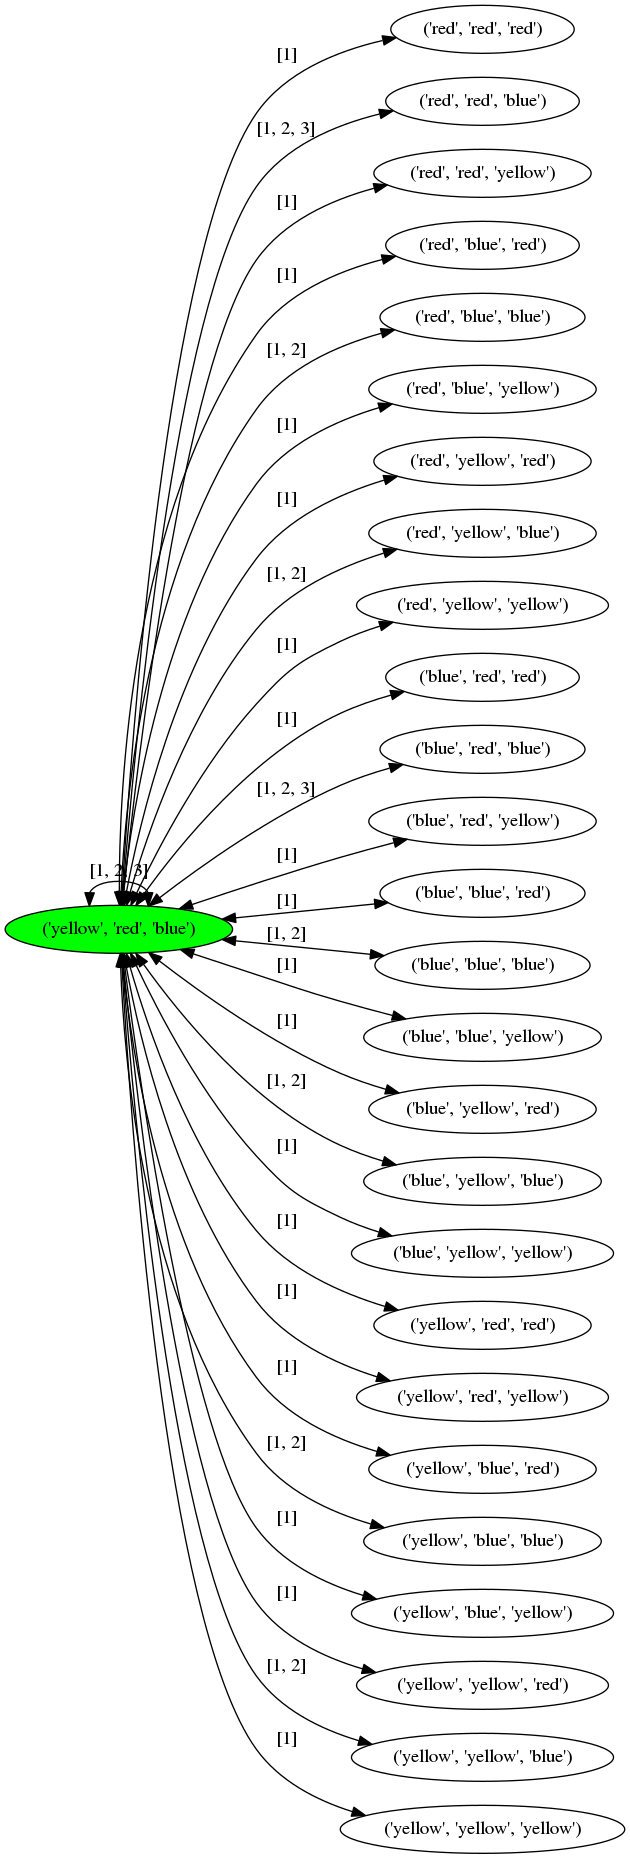 ('red', 'red', 'red')
[1]
('red', 'red', 'blue')
[1, 2, 3]
('red', 'red', 'yellow')
[1]
('red', 'blue', 'red')
[1]
('red', 'blue', 'blue')
[1, 2]
('red', 'blue', 'yellow')
[1]
('red', 'yellow', 'red')
[1]
('red', 'yellow', 'blue')
[1, 2]
('red', 'yellow', 'yellow')
[1]
('blue', 'red', 'red')
[1]
('blue', 'red', 'blue')
[1, 2, 3]
('blue', 'red', 'yellow')
[1]
[1, 2, 3]
('blue', 'blue', 'red')
[1]
('yellow', 'red', 'blue')
[1, 2]
('blue', 'blue', 'blue')
[1]
('blue', 'blue', 'yellow')
[1]
('blue', 'yellow', 'red')
[1, 2]
('blue', 'yellow', 'blue')
[1]
('blue', 'yellow', 'yellow')
[1]
('yellow', 'red', 'red')
[1]
('yellow', 'red', 'yellow')
[1]
('yellow', 'blue', 'red')
[1, 2]
('yellow', 'blue', 'blue')
[1]
('yellow', 'blue', 'yellow')
[1]
('yellow', 'yellow', 'red')
[1, 2]
('yellow', 'yellow', 'blue')
[1]
('yellow', 'yellow', 'yellow')